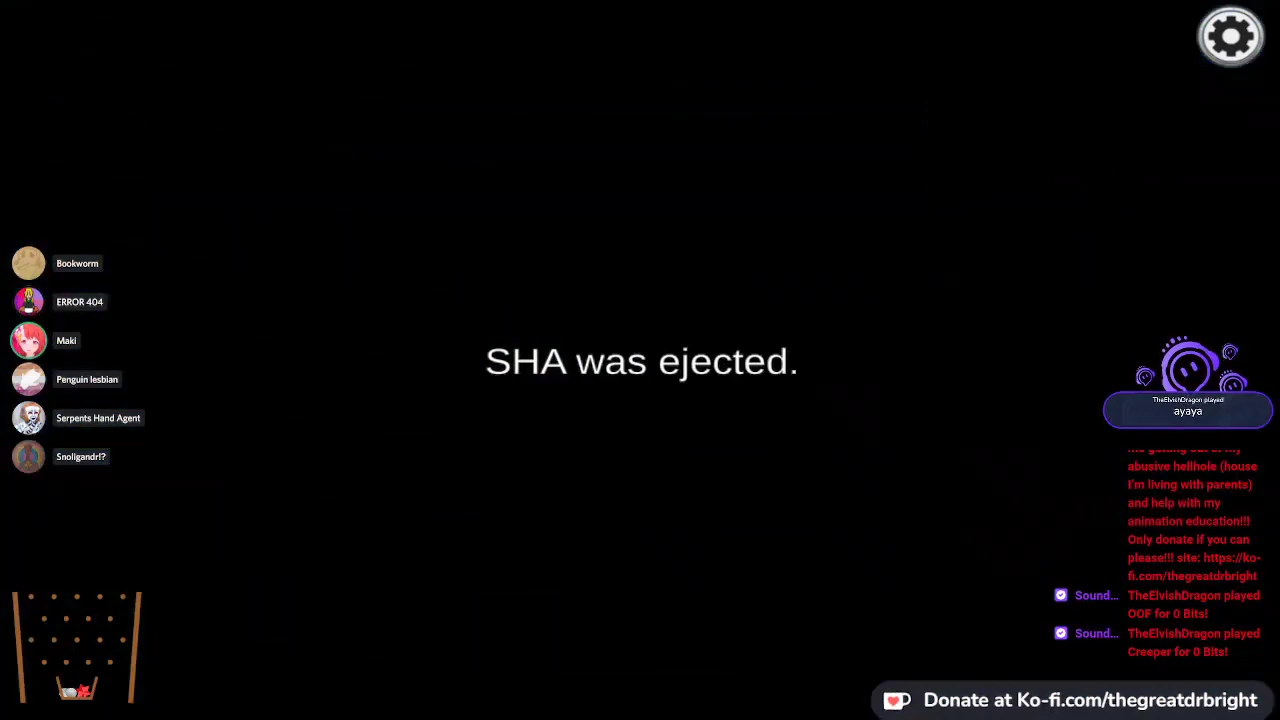 Bookworm
ERROR 404
Maki
Penguin lesbian
Serpents Hand Agent
Snoligandr!?
SHA was ejected.
TheElvishDragon played
ayaya
abusive hellhole (house
I'm living with parents)
and help with my
animation education!!!
Only donate if you can
please!!! site: https://ko-
fi.com/thegreatdrbright
Sound... TheElvishDragon played
OOF for 0 Bits!
Sound... TheElvishDragon played
Creeper for 0 Bits!
Donate at Ko-fi.com/thegreatdrbright